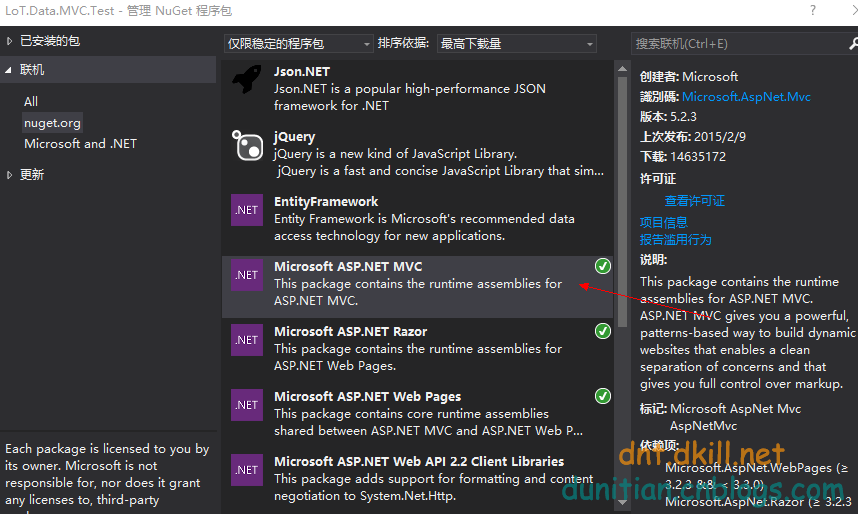 LoT.Data.MVC.Test - 管理 NuGet 程序包
?
已安装的包
联机
All
nuget.org
Microsoft and .NET
更新
Each package is licensed to you by
its owner. Microsoft is not
responsible for, nor does it grant
any licenses to, third-party
仅限稳定的程序包
排序依据:
最高下载量
Json.NET
Json.NET is a popular high-performance JSON
framework for .NET
jQuery
jQuery is a new kind of JavaScript Library.
jQuery is a fast and concise JavaScript Library that sim...
.NET
EntityFramework
Entity Framework is Microsoft's recommended data
access technology for new applications.
.NET
Microsoft ASP.NET MVC
This package contains the runtime assemblies for
ASP.NET MVC.
.NET
Microsoft ASP.NET Razor
This package contains the runtime assemblies for
ASP.NET Web Pages.
.NET
Microsoft ASP.NET Web Pages
This package contains core runtime assemblies
shared between ASP.NET MVC and ASP.NET Web P...
.NET
Microsoft ASP.NET Web API 2.2 Client Libraries
This package adds support for formatting and content
negotiation to System.Net.Http.
搜索联机(Ctrl+E)
创建者: Microsoft
識別碼: Microsoft.AspNet.Mvc
版本: 5.2.3
上次发布: 2015/2/9
下载: 14635172
许可证
查看许可证
项目信息
报告滥用行为
说明:
This package contains the runtime
assemblies for ASP.NET MVC.
ASP.NET MVC gives you a powerful,
patterns-based way to build dynamic
websites that enables a clean
separation of concerns and that
gives you full control over markup.
标记: Microsoft AspNet Mvc
AspNetMvc
依赖项:
Microsoft.AspNet.WebPages (≥
3.2.3 && < 3.3.0)
Microsoft.AspNet.Razor (≥ 3.2.3
dnt.dkill.net
dunitian.cnblogs.com